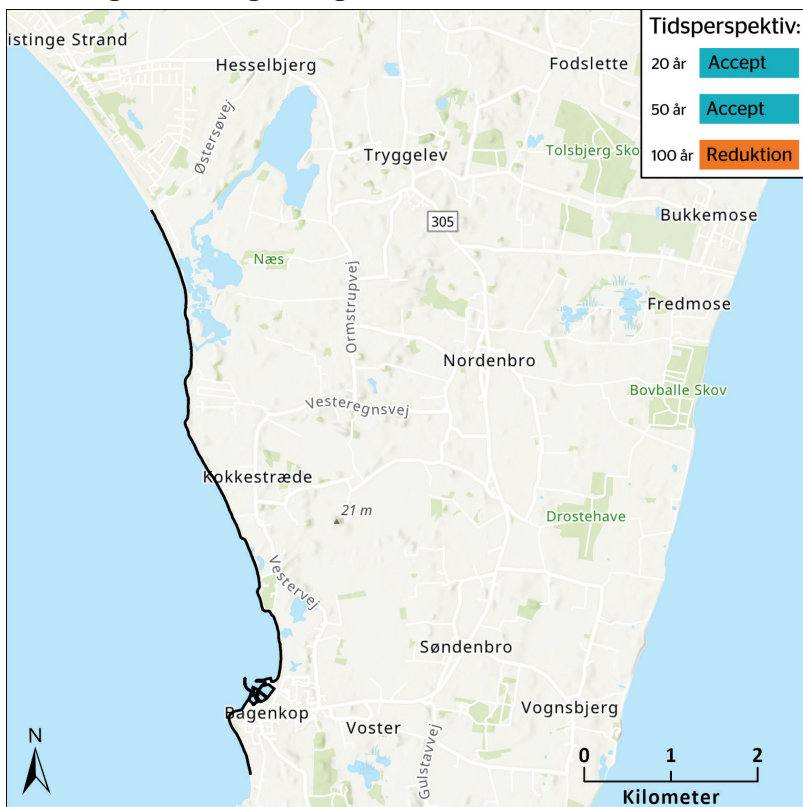 Tidsperspektiv:
20 år Accept
50 år Accept
100 år Reduktion
istinge Strand
Hesselbjerg
Fodslette
Østersøvej
Tryggelev
Tolsbjerg Sko
305
Bukkemose
Næs
Ormstrupvej
Fredmose
Nordenbro
Bovballe Skov
Vesteregnsvej
Kokkestræde
21 m
Drostehave
Vestervej
Søndenbro
Bagenkop
Voster
Vognsbjerg
Gulstavvej
N
0 1 2
Kilometer